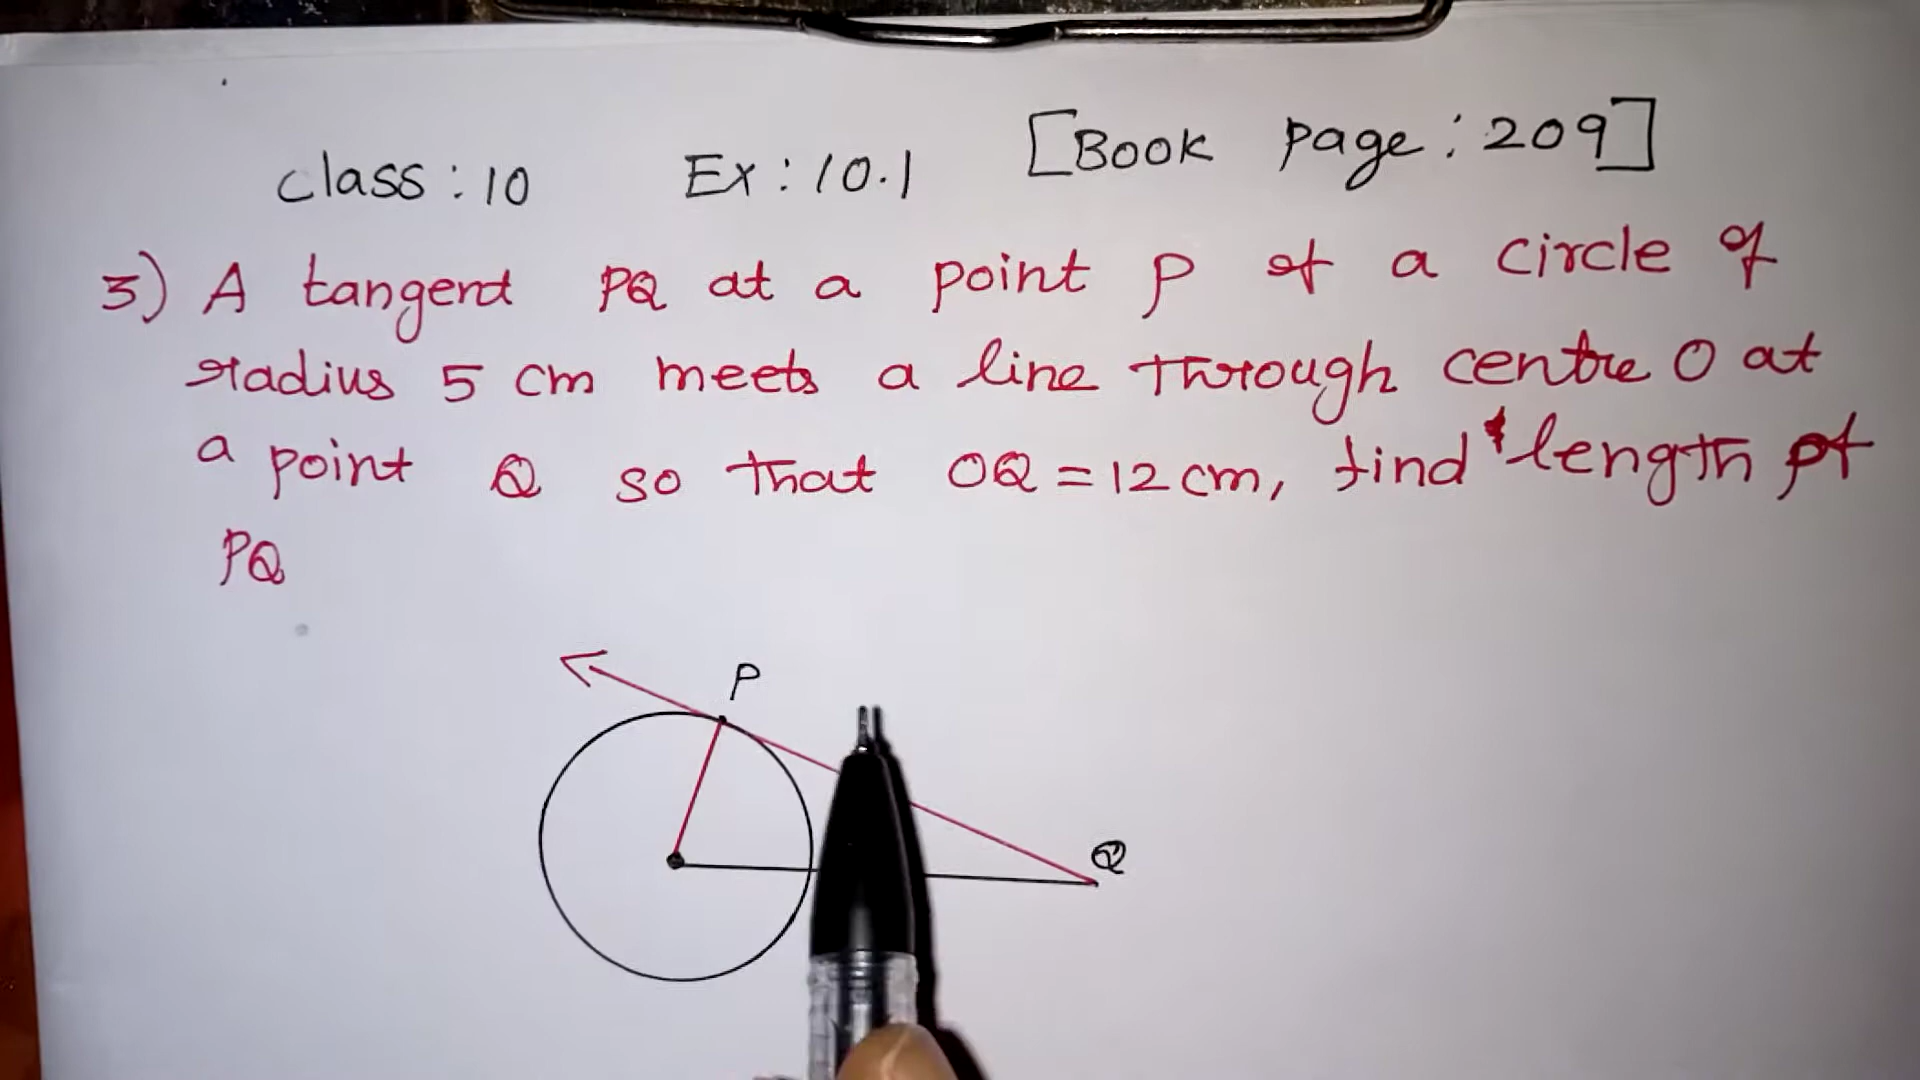 [Book page: 209]
class: 10 Ex: 10.1
3) A tangent PQ at a point P of a circle of
radius 5 cm meets a line through centre O at
a point Q so that OQ = 12 cm, find length of
PQ
P
Q